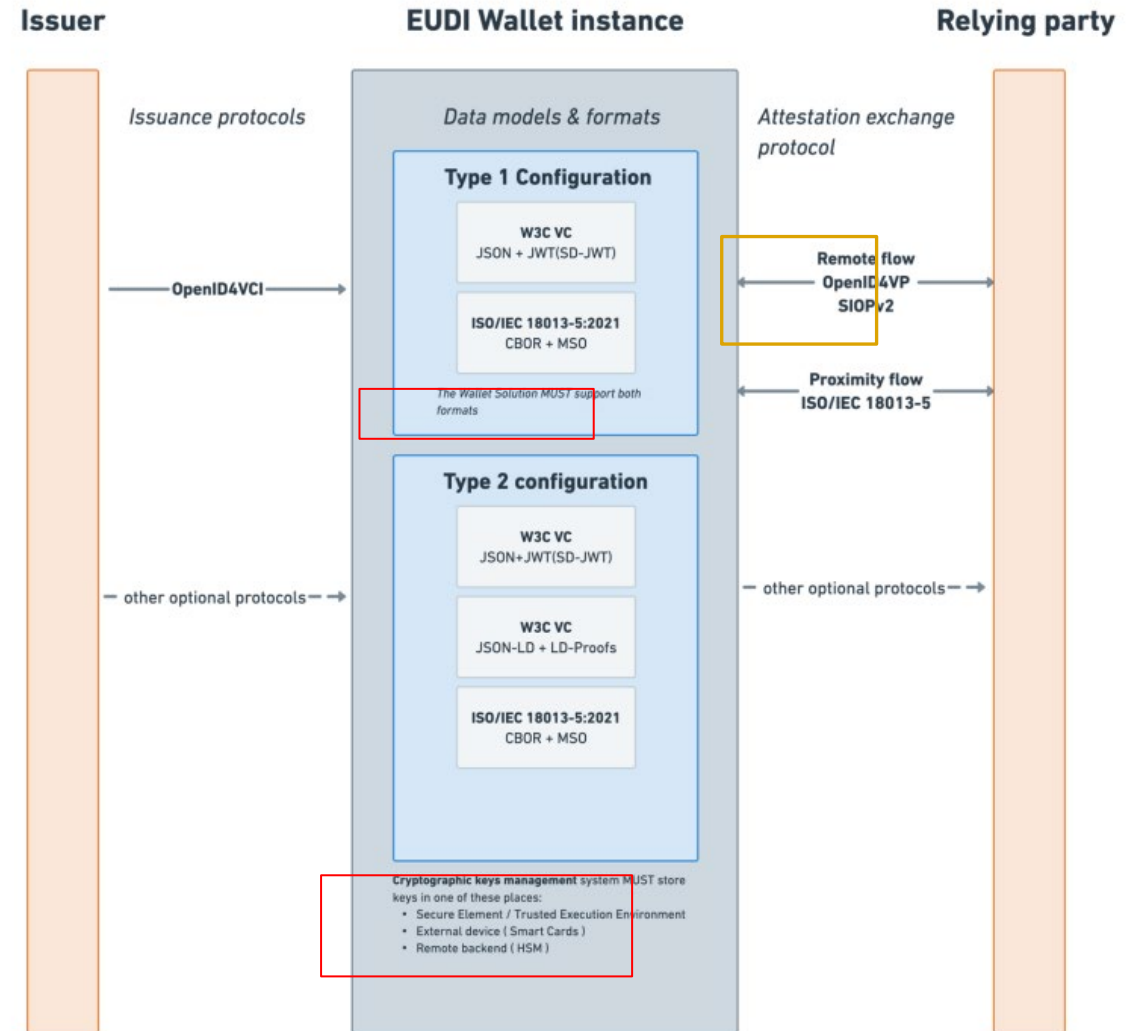 Issuer
EUDI Wallet instance
Relying party
Issuance protocols
Data models & formats
Attestation exchange
protocol
Type 1 Configuration
W3C VC
JSON + JWT(SD-JWT)
ISO/IEC 18013-5:2021
CBOR + MSO
The Wallet Solution MUST support both
formats
OpenID4VCI
Remote flow
OpenID4VP
SIOPv2
Proximity flow
ISO/IEC 18013-5
Type 2 configuration
W3C VC
JSON+JWT(SD-JWT)
W3C VC
JSON-LD + LD-Proofs
ISO/IEC 18013-5:2021
CBOR + MSO
other optional protocols
other optional protocols
Cryptographic keys management system MUST store
keys in one of these places:
• Secure Element / Trusted Execution Environment
• External device ( Smart Cards )
• Remote backend ( HSM )